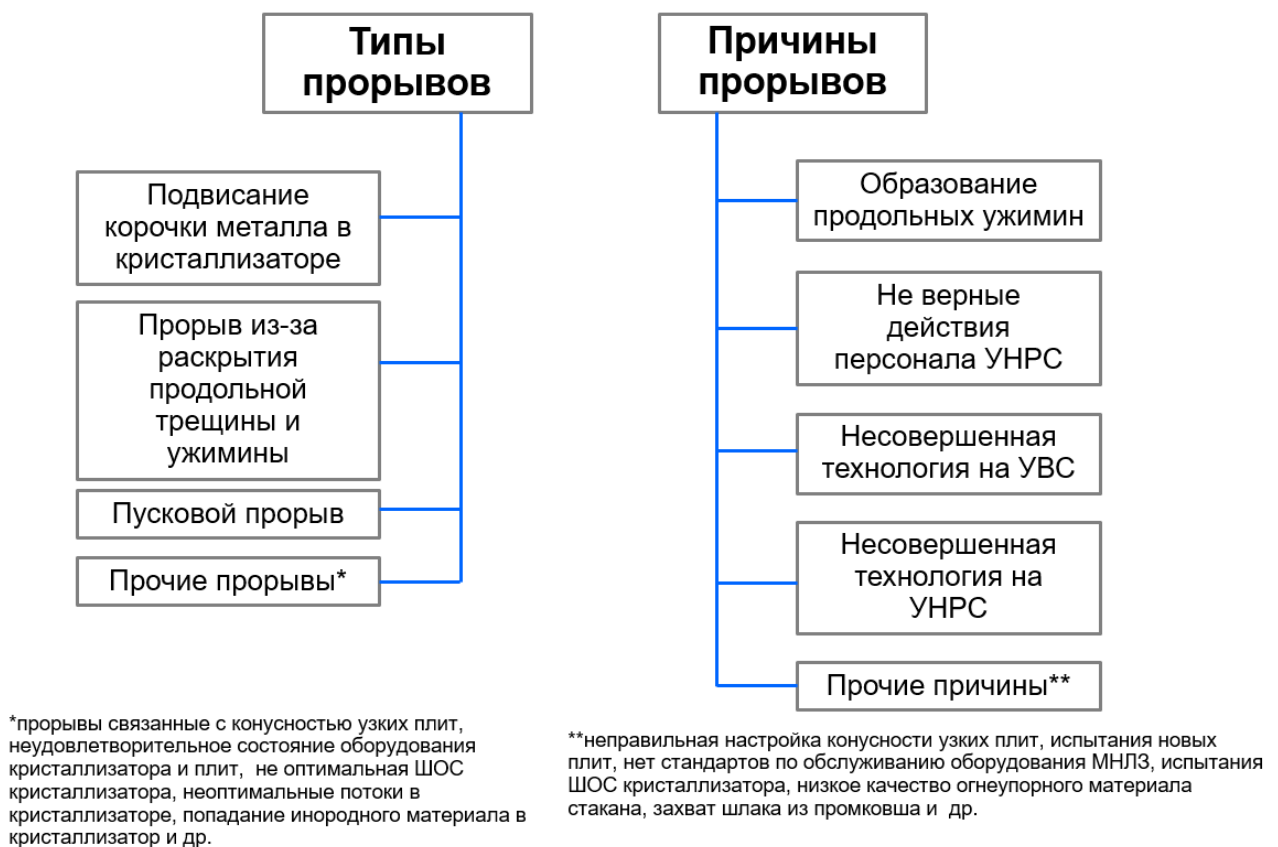 Типы
прорывов
Подвисание
корочки металла в
кристаллизаторе
Прорыв из-за
раскрытия
продольной
трещины и
ужимины
Пусковой прорыв
Прочие прорывы*
*прорывы связанные с конусностью узких плит,
неудовлетворительное состояние оборудования
кристаллизатора и плит, не оптимальная ШОС
кристаллизатора, неоптимальные потоки в
кристаллизаторе, попадание инородного материала в
кристаллизатор и др.
Причины
прорывов
Образование
продольных ужимин
Не верные
действия
персонала УНРС
Несовершенная
технология на УВС
Несовершенная
технология на
УНРС
Прочие причины**
**неправильная настройка конусности узких плит, испытания новых
плит, нет стандартов по обслуживанию оборудования МНЛЗ, испытания
ШОС кристаллизатора, низкое качество огнеупорного материала
стакана, захват шлака из промковша и др.